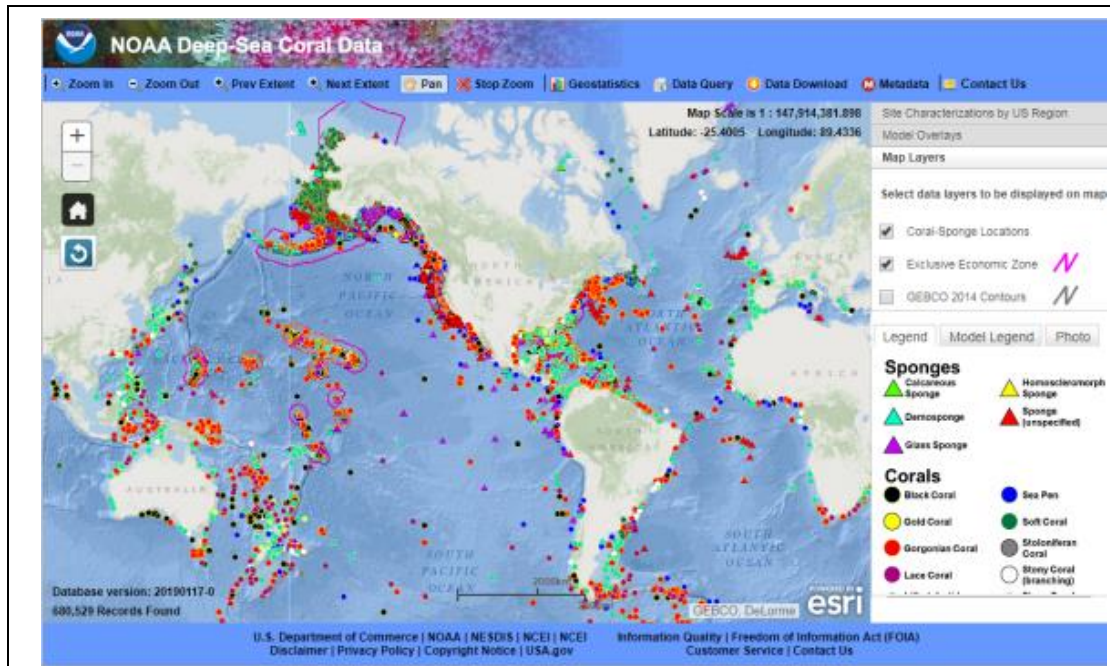 NOAA Deep-Sea Coral Data
Zoom In Zoom Out Prev Extent Next Extent Pan Stop Zoom Geostatistics Data Query Data Download Metadata Contact Us
Map Scale is 1 : 147,914,381.898
Latitude: -25.4005 Longitude: 89.4336
+
Site Characterizations by US Region
Model Overlays
Map Layers
Select data layers to be displayed on map
Coral-Sponge Locations
Exclusive Economic Zone
GEBCO 2014 Contours
Legend Model Legend Photo
Sponges
Calcareous Sponge
Homoscleromorph Sponge
Demosponge
Sponge (unspecified)
Glass Sponge
Corals
Black Coral
Sea Pen
Gold Coral
Soft Coral
Gorgonian Coral
Stoloniferan Coral
Lace Coral
Stony Coral (branching)
NORTH
PACIFIC
OCEAN
NORTH
ATLANTIC
OCEAN
AFRICA
AUSTRALIA
SOUTH
PACIFIC
OCEAN
SOUTH
ATLANTIC
OCEAN
2000km
Database version: 20190117-0
680,529 Records Found
GEBCO, DeLorme
POWERED BY
esri
U.S. Department of Commerce | NOAA | NESDIS | NCEI | NCEI
Information Quality | Freedom of Information Act (FOIA)
Disclaimer | Privacy Policy | Copyright Notice | USA.gov
Customer Service | Contact Us